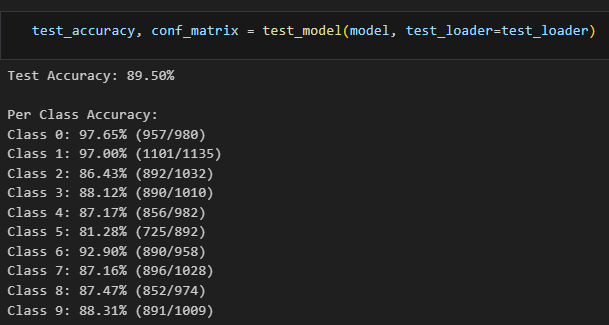 test_accuracy, conf_matrix = test_model(model, test_loader=test_loader)
Test Accuracy: 89.50%
Per Class Accuracy:
Class 0: 97.65% (957/980)
Class 1: 97.00% (1101/1135)
Class 2: 86.43% (892/1032)
Class 3: 88.12% (890/1010)
Class 4: 87.17% (856/982)
Class 5: 81.28% (725/892)
Class 6: 92.90% (890/958)
Class 7: 87.16% (896/1028)
Class 8: 87.47% (852/974)
Class 9: 88.31% (891/1009)